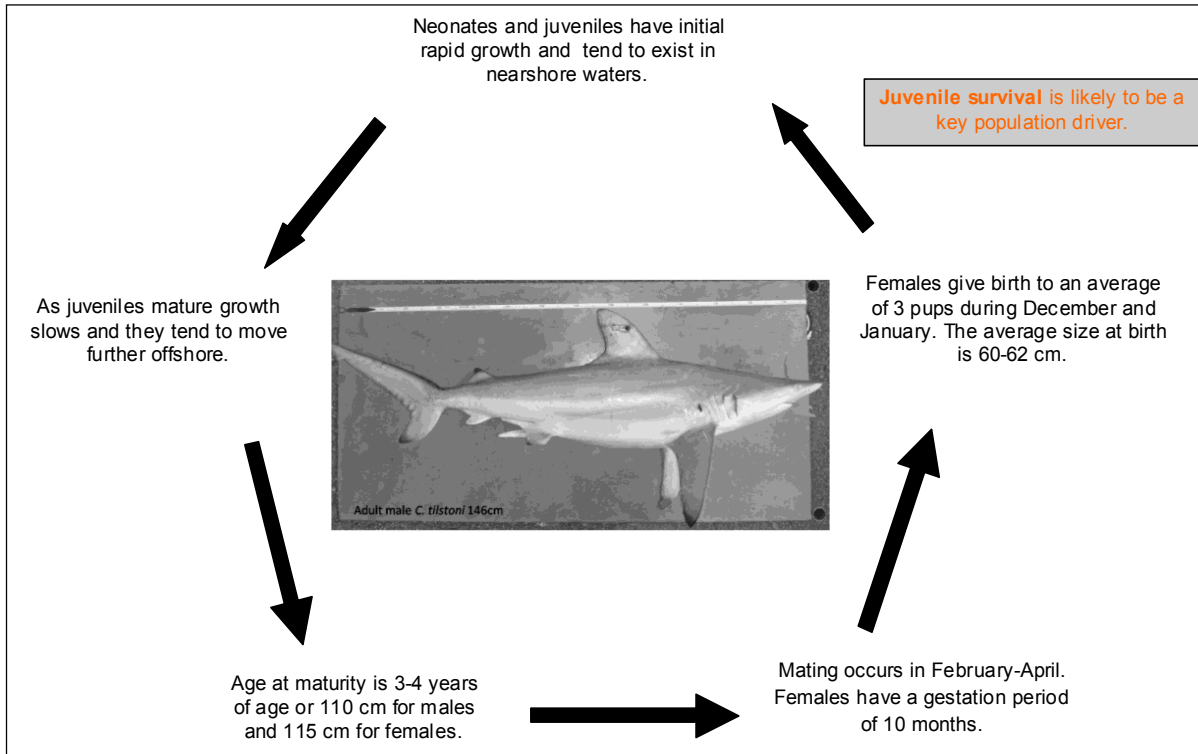 Neonates and juveniles have initial
rapid growth and tend to exist in
nearshore waters.
Juvenile survival is likely to be a
key population driver.
As juveniles mature growth
slows and they tend to move
further offshore.
Females give birth to an average
of 3 pups during December and
January. The average size at birth
is 60-62 cm.
Adult male C. tilstoni 146cm
Age at maturity is 3-4 years
of age or 110 cm for males
and 115 cm for females.
Mating occurs in February-April.
Females have a gestation period
of 10 months.